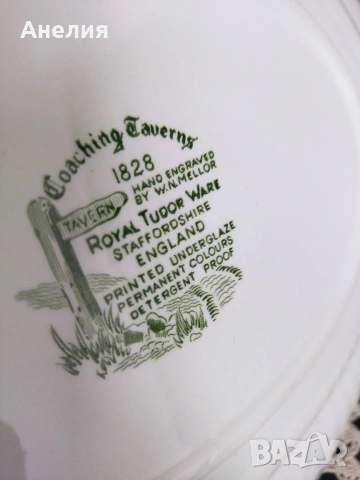 Анелия
Coaching Taverns
1828
HAND ENGRAVED
BY W.N. MELLOR
TAVERN
ROYAL TUDOR WARE
STAFFORDSHIRE
ENGLAND
PRINTED UNDERGLAZE
PERMANENT COLOURS
DETERGENT PROOF
BAZAR